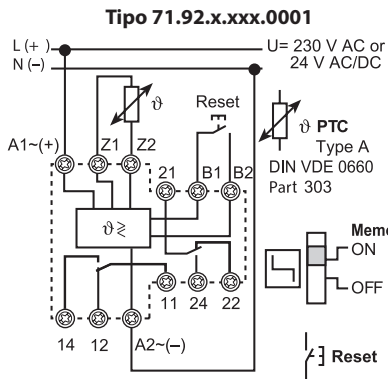 Tipo 71.92.x.xxx.0001
L (+)
N (–)
U= 230 V AC or
24 V AC/DC
ϑ
Reset
ϑ PTC
Type A
DIN VDE 0660
Part 303
A1~(+) Z1 Z2
21 B1 B2
ϑ ≷
Memo
ON
OFF
11 24 22
14 12 A2~(–)
Reset